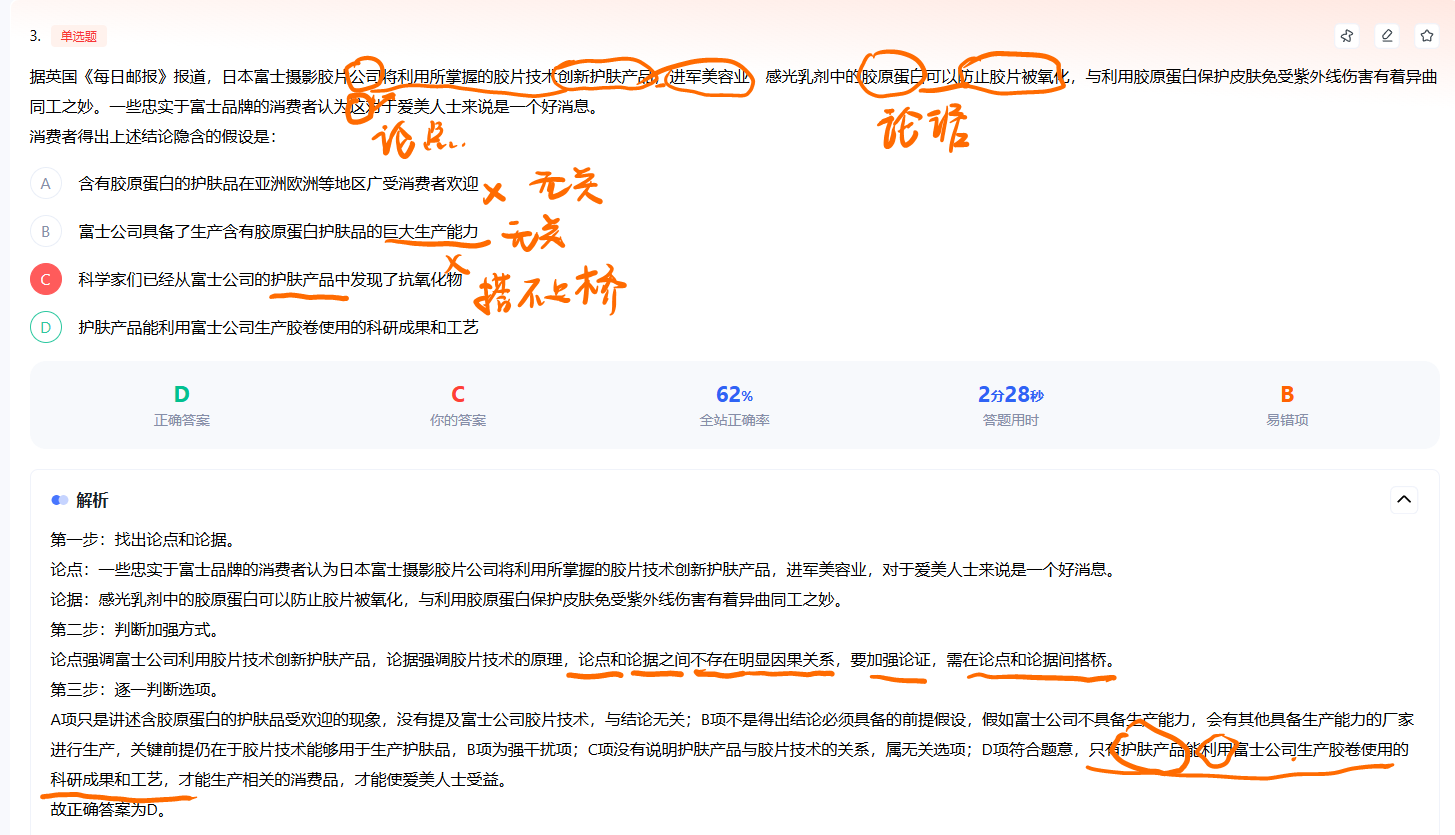 3. 单选题
据英国《每日邮报》报道，日本富士摄影胶片公司将利用所掌握的胶片技术创新护肤产品，进军美容业，感光乳剂中的胶原蛋白可以防止胶片被氧化，与利用胶原蛋白保护皮肤免受紫外线伤害有着异曲
同工之妙。一些忠实于富士品牌的消费者认为这对于爱美人士来说是一个好消息。
论点..
论据
消费者得出上述结论隐含的假设是：
A 含有胶原蛋白的护肤品在亚洲欧洲等地区广受消费者欢迎 × 无关
B 富士公司具备了生产含有胶原蛋白护肤品的巨大生产能力 无关
×
C 科学家们已经从富士公司的护肤产品中发现了抗氧化物 搭不上桥
D 护肤产品能利用富士公司生产胶卷使用的科研成果和工艺
D C 62% 2分28秒 B
正确答案 你的答案 全站正确率 答题用时 易错项
解析
第一步：找出论点和论据。
论点：一些忠实于富士品牌的消费者认为日本富士摄影胶片公司将利用所掌握的胶片技术创新护肤产品，进军美容业，对于爱美人士来说是一个好消息。
论据：感光乳剂中的胶原蛋白可以防止胶片被氧化，与利用胶原蛋白保护皮肤免受紫外线伤害有着异曲同工之妙。
第二步：判断加强方式。
论点强调富士公司利用胶片技术创新护肤产品，论据强调胶片技术的原理，论点和论据之间不存在明显因果关系，要加强论证，需在论点和论据间搭桥。
第三步：逐一判断选项。
A项只是讲述含胶原蛋白的护肤品受欢迎的现象，没有提及富士公司胶片技术，与结论无关；B项不是得出结论必须具备的前提假设，假如富士公司不具备生产能力，会有其他具备生产能力的厂家
进行生产，关键前提仍在于胶片技术能够用于生产护肤品，B项为强干扰项；C项没有说明护肤产品与胶片技术的关系，属无关选项；D项符合题意，只有护肤产品能利用富士公司生产胶卷使用的
科研成果和工艺，才能生产相关的消费品，才能使爱美人士受益。
故正确答案为D。